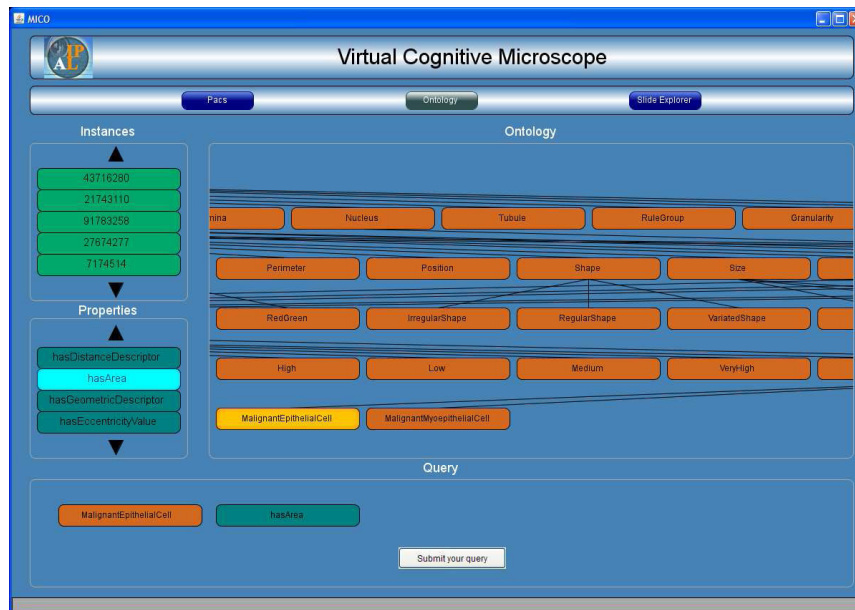 MICO
IPAL
Virtual Cognitive Microscope
Pacs Ontology Slide Explorer
Instances
43716280
21743110
91783258
27674277
7174514
Properties
hasDistanceDescriptor
hasArea
hasGeometricDescriptor
hasEccentricityValue
Ontology
mina Nucleus Tubule RuleGroup Granularity
Perimeter Position Shape Size
RedGreen IrregularShape RegularShape VariatedShape
High Low Medium VeryHigh
MalignantEpithelialCell MalignantMyoepithelialCell
Query
MalignantEpithelialCell hasArea
Submit your query